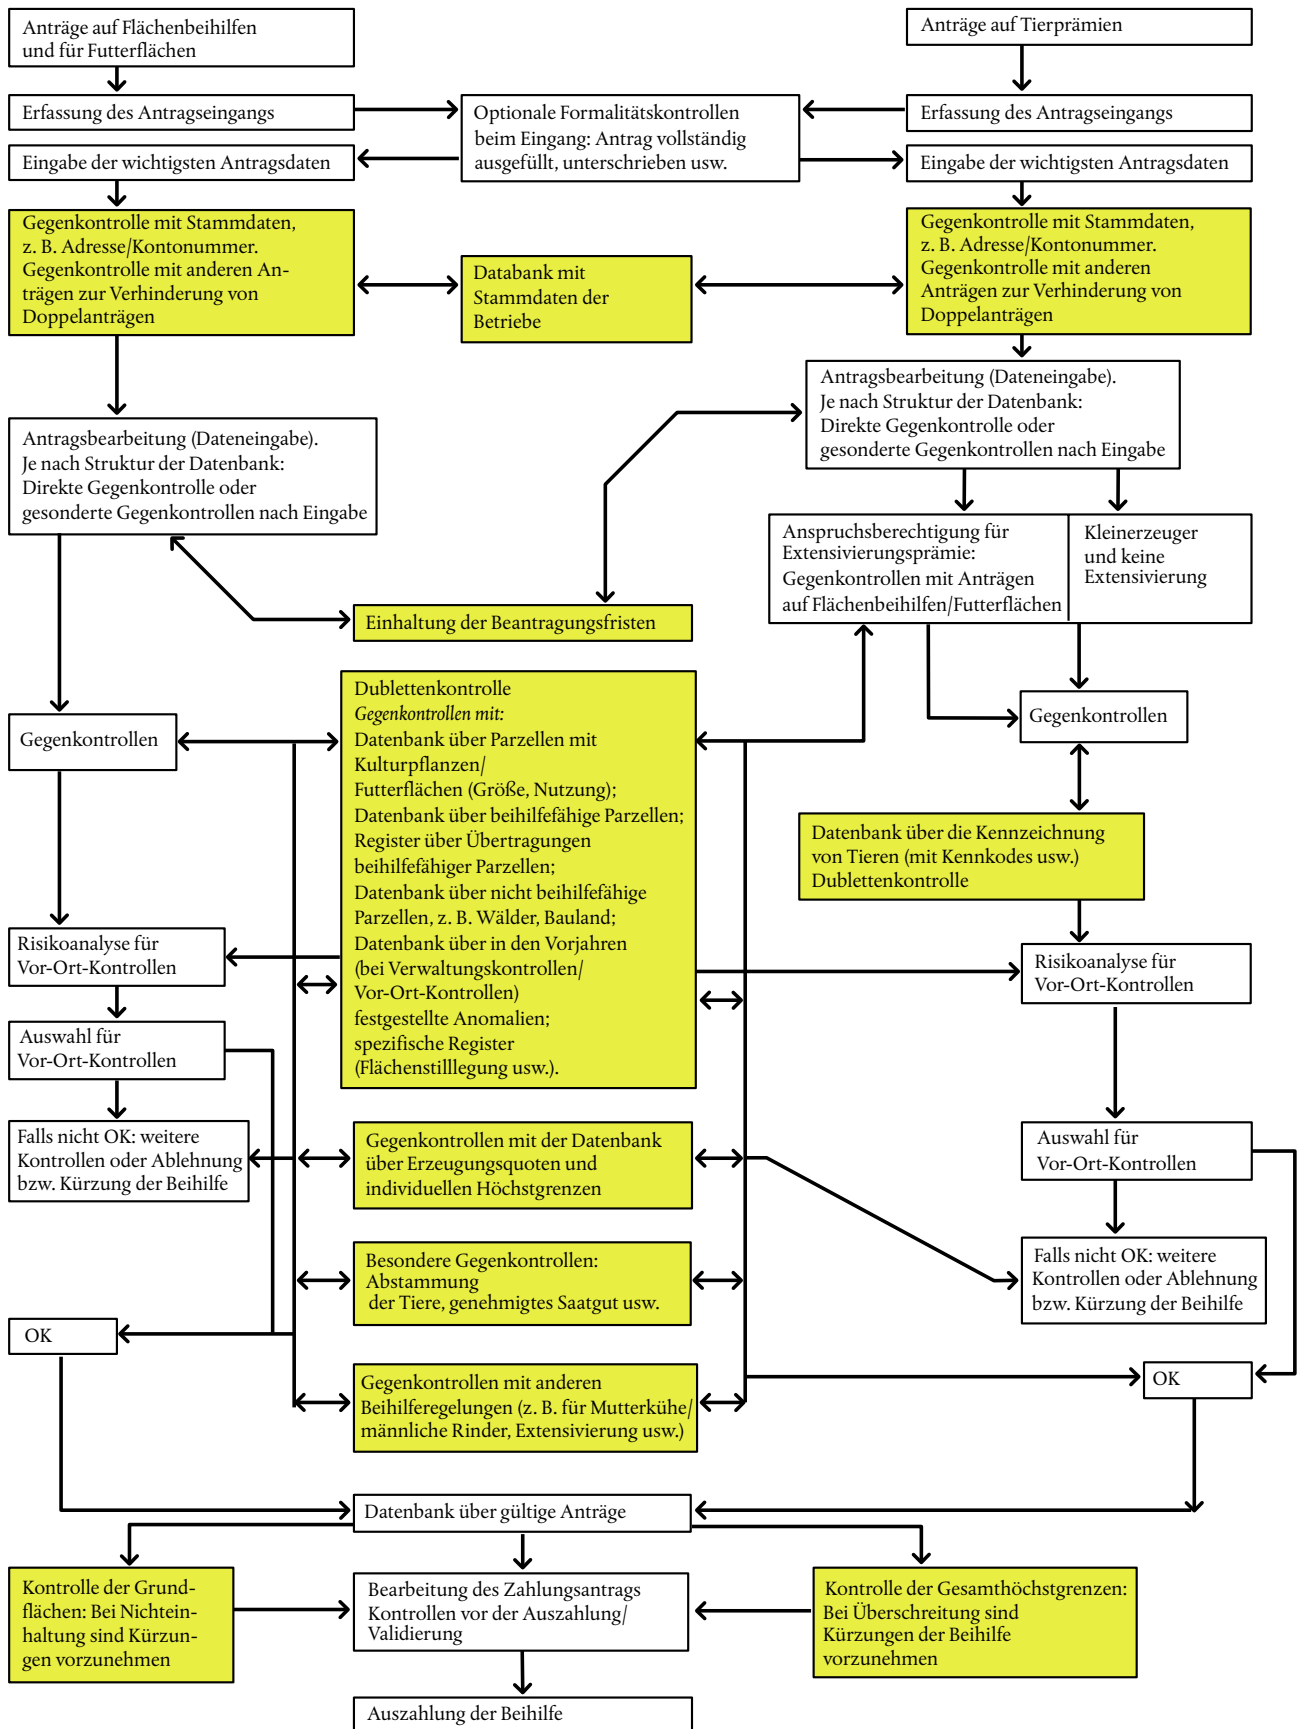 Anträge auf Flächenbeihilfen
und für Futterflächen
Anträge auf Tierprämien
Erfassung des Antragseingangs
Optionale Formalitätskontrollen
beim Eingang: Antrag vollständig
ausgefüllt, unterschrieben usw.
Erfassung des Antragseingangs
Eingabe der wichtigsten Antragsdaten
Eingabe der wichtigsten Antragsdaten
Gegenkontrolle mit Stammdaten,
z. B. Adresse/Kontonummer.
Gegenkontrolle mit anderen An-
trägen zur Verhinderung von
Doppelanträgen
Databank mit
Stammdaten der
Betriebe
Gegenkontrolle mit Stammdaten,
z. B. Adresse/Kontonummer.
Gegenkontrolle mit anderen
Anträgen zur Verhinderung von
Doppelanträgen
Antragsbearbeitung (Dateneingabe).
Je nach Struktur der Datenbank:
Direkte Gegenkontrolle oder
gesonderte Gegenkontrollen nach Eingabe
Antragsbearbeitung (Dateneingabe).
Je nach Struktur der Datenbank:
Direkte Gegenkontrolle oder
gesonderte Gegenkontrollen nach Eingabe
Anspruchsberechtigung für
Extensivierungsprämie:
Gegenkontrollen mit Anträgen
auf Flächenbeihilfen/Futterflächen
Kleinerzeuger
und keine
Extensivierung
Einhaltung der Beantragungsfristen
Gegenkontrollen
Dublettenkontrolle
Gegenkontrollen mit:
Datenbank über Parzellen mit
Kulturpflanzen/
Futterflächen (Größe, Nutzung);
Datenbank über beihilfefähige Parzellen;
Register über Übertragungen
beihilfefähiger Parzellen;
Datenbank über nicht beihilfefähige
Parzellen, z. B. Wälder, Bauland;
Datenbank über in den Vorjahren
(bei Verwaltungskontrollen/
Vor-Ort-Kontrollen)
festgestellte Anomalien;
spezifische Register
(Flächenstilllegung usw.).
Gegenkontrollen
Datenbank über die Kennzeichnung
von Tieren (mit Kennkodes usw.)
Dublettenkontrolle
Risikoanalyse für
Vor-Ort-Kontrollen
Risikoanalyse für
Vor-Ort-Kontrollen
Auswahl für
Vor-Ort-Kontrollen
Falls nicht OK: weitere
Kontrollen oder Ablehnung
bzw. Kürzung der Beihilfe
Gegenkontrollen mit der Datenbank
über Erzeugungsquoten und
individuellen Höchstgrenzen
Auswahl für
Vor-Ort-Kontrollen
Besondere Gegenkontrollen:
Abstammung
der Tiere, genehmigtes Saatgut usw.
Falls nicht OK: weitere
Kontrollen oder Ablehnung
bzw. Kürzung der Beihilfe
OK
Gegenkontrollen mit anderen
Beihilferegelungen (z. B. für Mutterkühe/
männliche Rinder, Extensivierung usw.)
OK
Datenbank über gültige Anträge
Kontrolle der Grund-
flächen: Bei Nichtein-
haltung sind Kürzun-
gen vorzunehmen
Bearbeitung des Zahlungsantrags
Kontrollen vor der Auszahlung/
Validierung
Kontrolle der Gesamthöchstgrenzen:
Bei Überschreitung sind
Kürzungen der Beihilfe
vorzunehmen
Auszahlung der Beihilfe